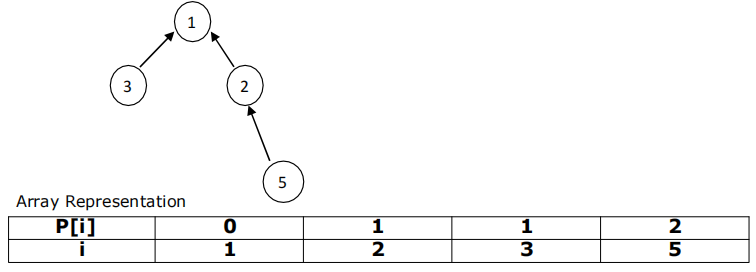 1
3 2
5
Array Representation
P[i] 0 1 1 2
i 1 2 3 5